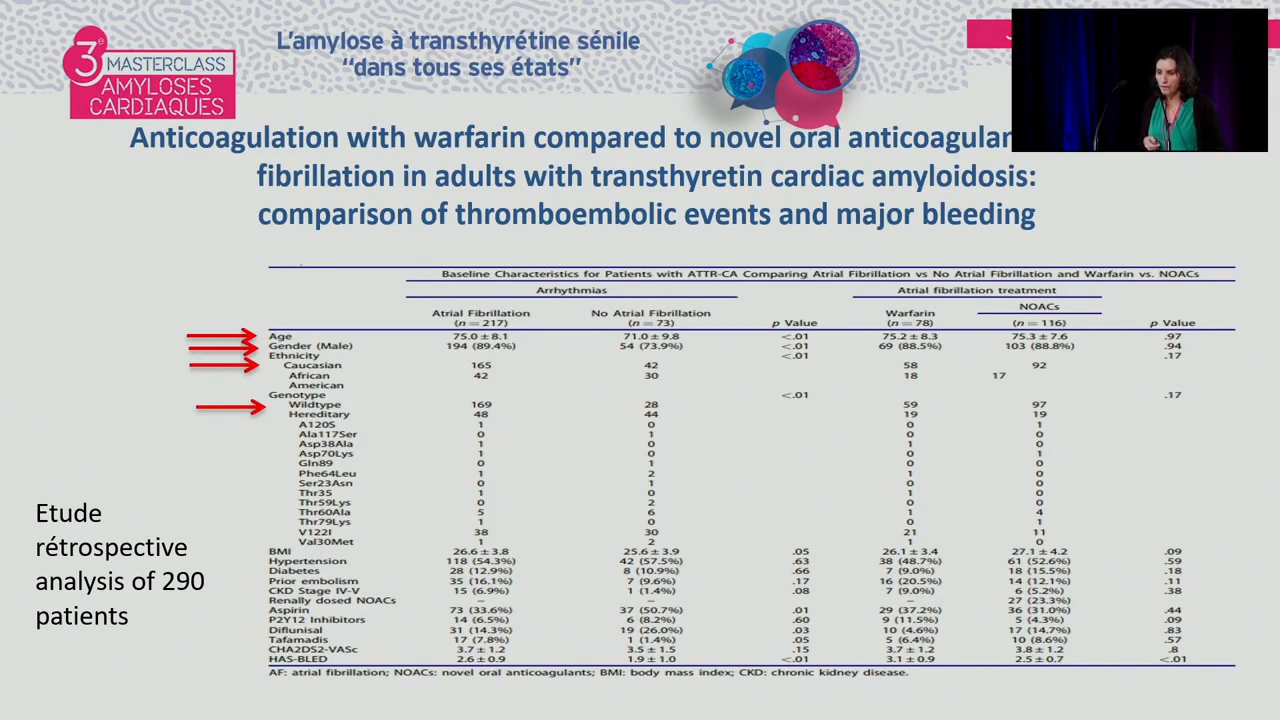 3e MASTERCLASS
AMYLOSES
CARDIAQUES
L'amylose à transthyrétine sénile
“dans tous ses états”
Anticoagulation with warfarin compared to novel oral anticoagulan
fibrillation in adults with transthyretin cardiac amyloidosis:
comparison of thromboembolic events and major bleeding
Baseline Characteristics for Patients with ATTR-CA Comparing Atrial Fibrillation vs No Atrial Fibrillation and Warfarin vs. NOACs
Arrhythmias Atrial fibrillation treatment
Atrial Fibrillation No Atrial Fibrillation Warfarin NOACs
(n = 217) (n = 73) p Value (n = 78) (n = 116) p Value
Age 75.0 ± 8.1 71.0 ± 9.8 <.01 75.2 ± 8.3 75.3 ± 7.6 .97
Gender (Male) 194 (89.4%) 54 (73.9%) <.01 69 (88.5%) 103 (88.8%) .94
Ethnicity <.01 .17
Caucasian 165 42 58 92
African 42 30 18 17
American
Genotype <.01 .17
Wildtype 169 28 59 97
Hereditary 48 44 19 19
A120S 1 0 0 1
Ala117Ser 0 1 0 0
Asp38Ala 1 0 1 0
Asp70Lys 1 0 0 1
Gln89 0 1 0 0
Phe64Leu 1 2 1 0
Ser23Asn 0 1 0 0
Thr35 1 0 1 0
Thr59Lys 0 2 0 0
Thr60Ala 5 6 1 4
Thr79Lys 1 0 0 1
V122I 38 30 21 11
Val30Met 1 2 1 0
BMI 26.6 ± 3.8 25.6 ± 3.9 .05 26.1 ± 3.4 27.1 ± 4.2 .09
Hypertension 118 (54.3%) 42 (57.5%) .63 38 (48.7%) 61 (52.6%) .59
Diabetes 28 (12.9%) 8 (10.9%) .66 7 (9.0%) 18 (15.5%) .18
Prior embolism 35 (16.1%) 7 (9.6%) .17 16 (20.5%) 14 (12.1%) .11
CKD Stage IV-V 15 (6.9%) 1 (1.4%) .08 7 (9.0%) 6 (5.2%) .38
Renally dosed NOACs – – – 27 (23.3%)
Aspirin 73 (33.6%) 37 (50.7%) .01 29 (37.2%) 36 (31.0%) .44
P2Y12 Inhibitors 14 (6.5%) 6 (8.2%) .60 9 (11.5%) 5 (4.3%) .09
Diflunisal 31 (14.3%) 19 (26.0%) .03 10 (4.6%) 17 (14.7%) .83
Tafamadis 17 (7.8%) 1 (1.4%) .05 5 (6.4%) 10 (8.6%) .57
CHA2DS2-VASc 3.7 ± 1.2 3.5 ± 1.5 .15 3.7 ± 1.2 3.8 ± 1.2 .8
HAS-BLED 2.6 ± 0.9 1.9 ± 1.0 <.01 3.1 ± 0.9 2.5 ± 0.7 <.01
AF: atrial fibrillation; NOACs: novel oral anticoagulants; BMI: body mass index; CKD: chronic kidney disease.
Etude
rétrospective
analysis of 290
patients